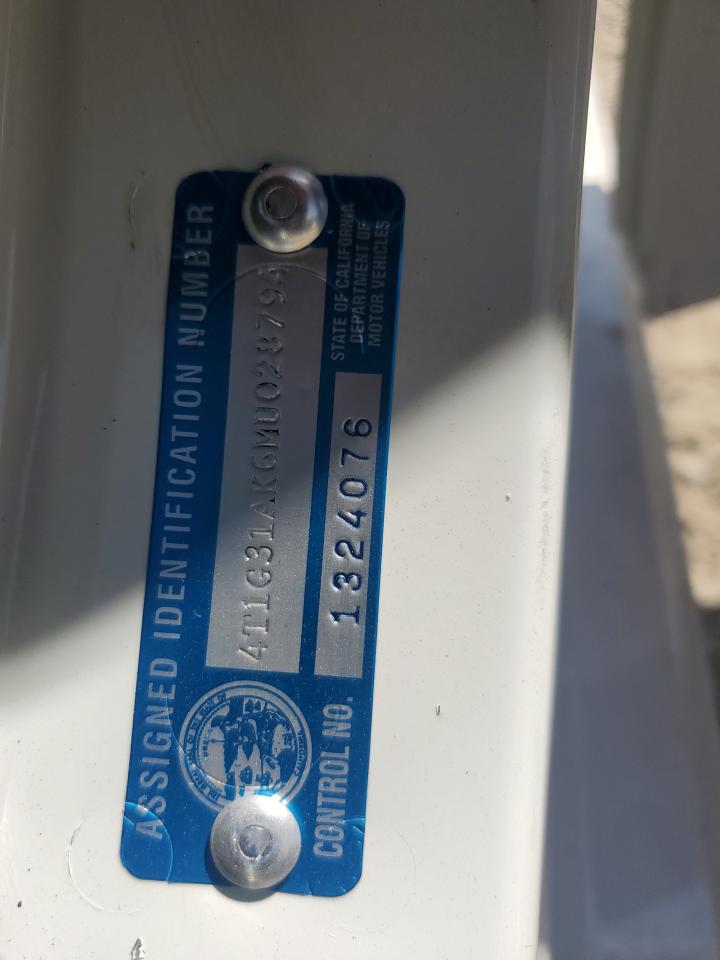 ASSIGNED IDENTIFICATION NUMBER
4T1G31AK6MU028794
STATE OF CALIFORNIA
DEPARTMENT OF
MOTOR VEHICLES
CONTROL NO.
1324076